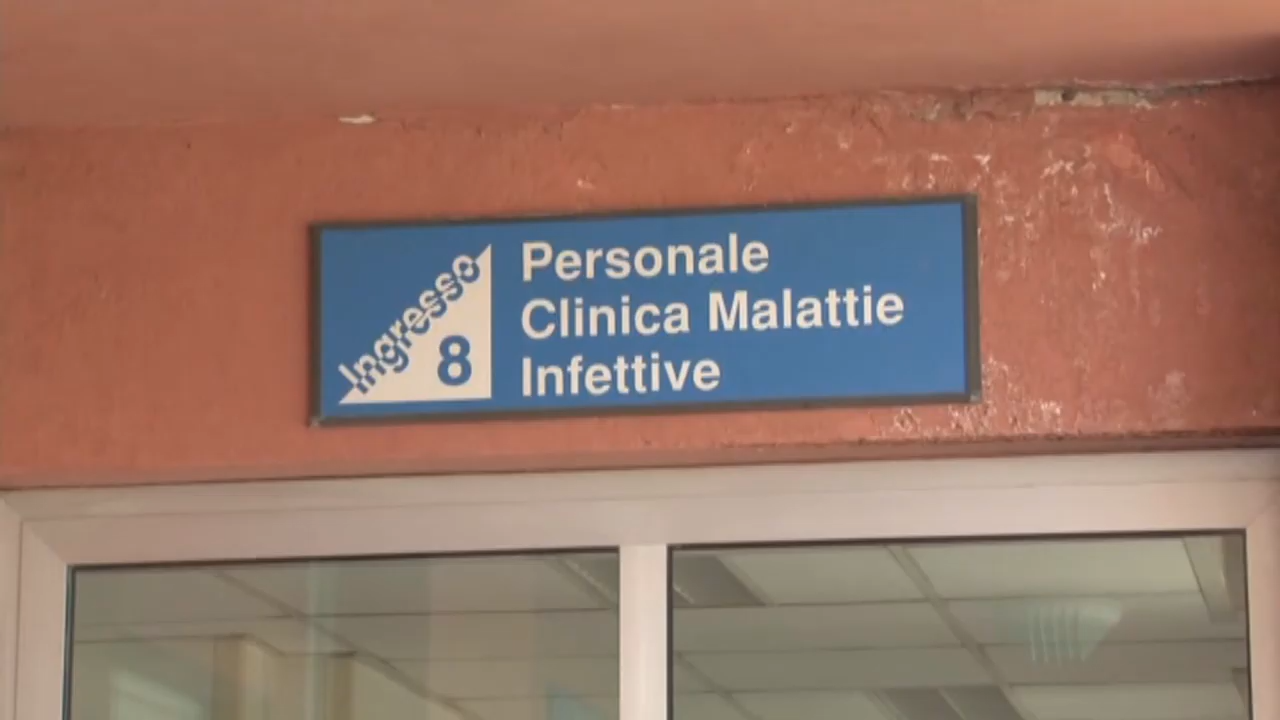 Ingresso
8
Personale
Clinica Malattie
Infettive